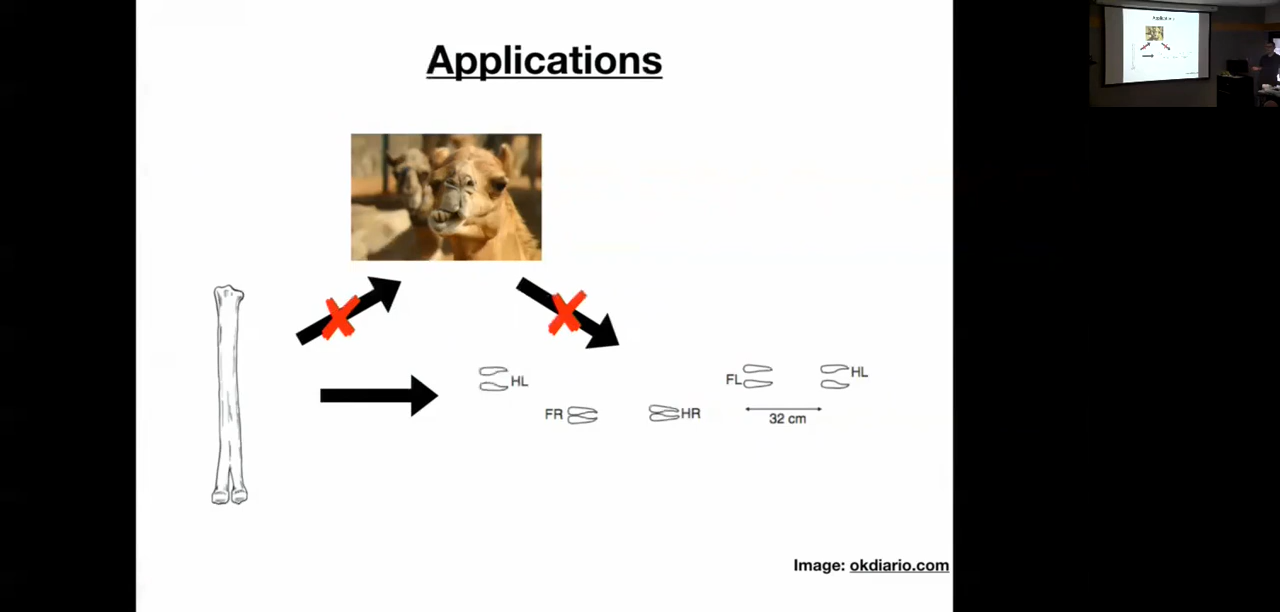 Applications
HL
FR
HR
FL
HL
32 cm
Image: okdiario.com